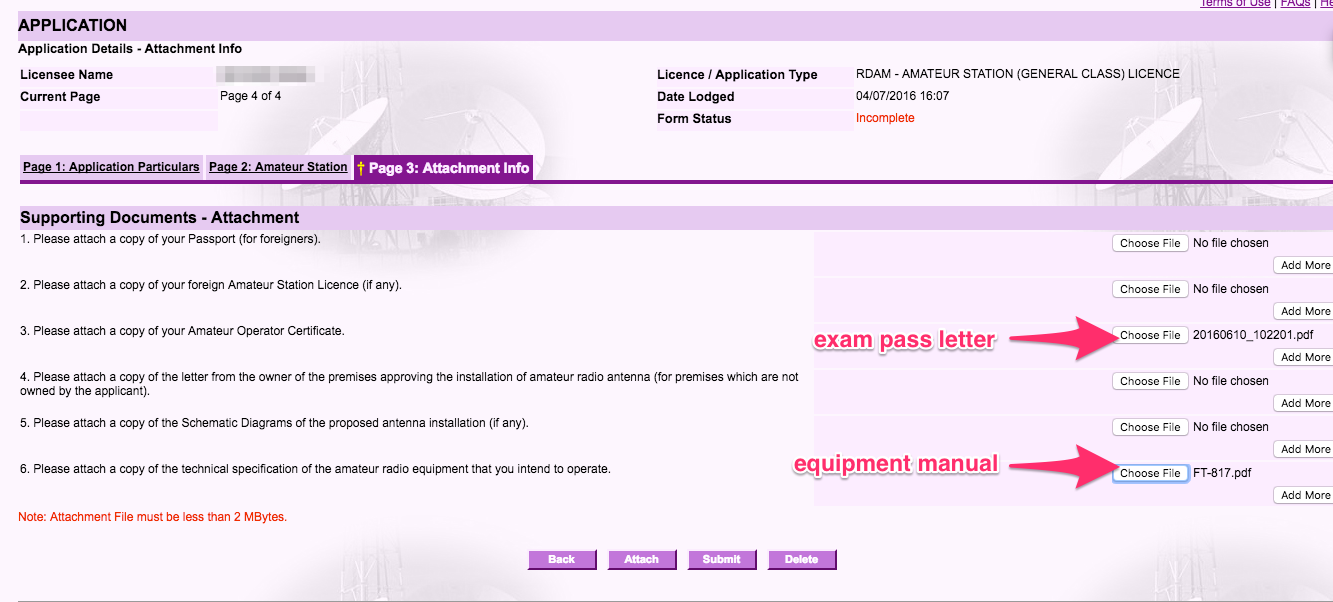 Terms of Use | FAQs |
APPLICATION
Application Details - Attachment Info
Licensee Name
Licence / Application Type RDAM - AMATEUR STATION (GENERAL CLASS) LICENCE
Current Page Page 4 of 4
Date Lodged 04/07/2016 16:07
Form Status Incomplete
Page 1: Application Particulars Page 2: Amateur Station † Page 3: Attachment Info
Supporting Documents - Attachment
1. Please attach a copy of your Passport (for foreigners). Choose File No file chosen
Add More
2. Please attach a copy of your foreign Amateur Station Licence (if any). Choose File No file chosen
Add More
3. Please attach a copy of your Amateur Operator Certificate. exam pass letter Choose File 20160610_102201.pdf
Add More
4. Please attach a copy of the letter from the owner of the premises approving the installation of amateur radio antenna (for premises which are not Choose File No file chosen
owned by the applicant).
Add More
5. Please attach a copy of the Schematic Diagrams of the proposed antenna installation (if any). Choose File No file chosen
Add More
6. Please attach a copy of the technical specification of the amateur radio equipment that you intend to operate. equipment manual Choose File FT-817.pdf
Add More
Note: Attachment File must be less than 2 MBytes.
Back Attach Submit Delete